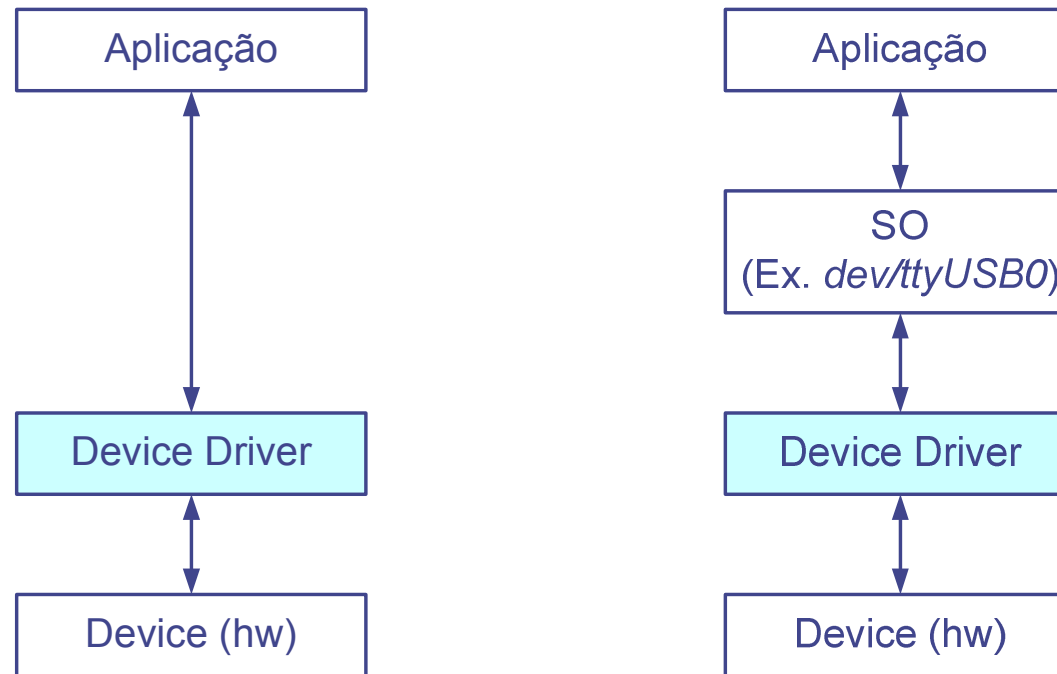 Aplicação
Device Driver
Device (hw)
Aplicação
SO
(Ex. dev/ttyUSB0)
Device Driver
Device (hw)